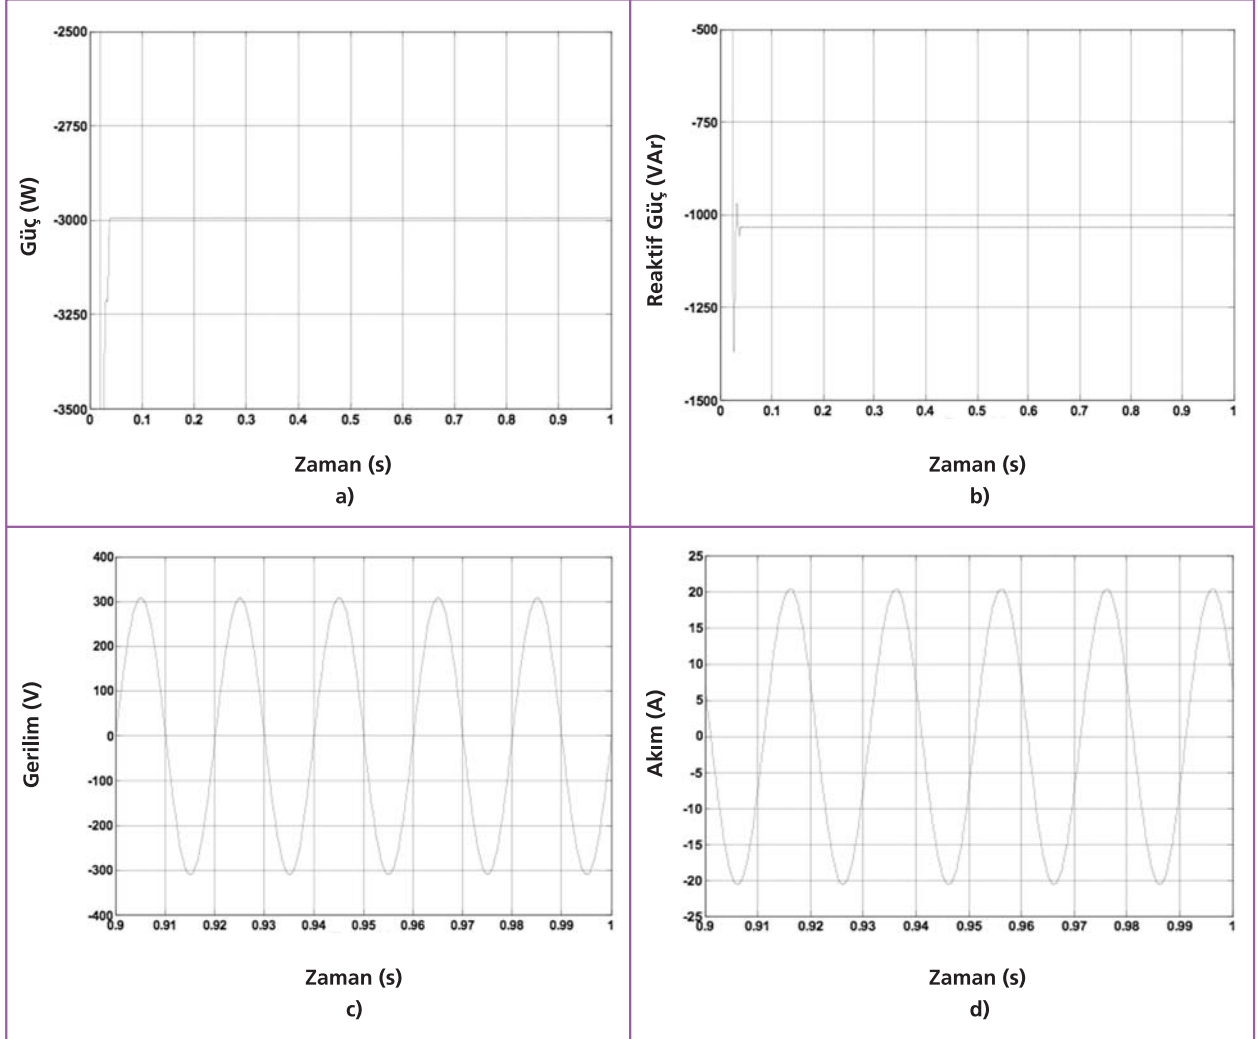 -2500
-2750
-3000
-3250
-3500
0 0.1 0.2 0.3 0.4 0.5 0.6 0.7 0.8 0.9 1
Güç (W)
Zaman (s)
a)
-500
-750
-1000
-1250
-1500
0 0.1 0.2 0.3 0.4 0.5 0.6 0.7 0.8 0.9 1
Reaktif Güç (VAr)
Zaman (s)
b)
400
300
200
100
0
-100
-200
-300
-400
0.9 0.91 0.92 0.93 0.94 0.95 0.96 0.97 0.98 0.99 1
Gerilim (V)
Zaman (s)
c)
25
20
15
10
5
0
-5
-10
-15
-20
-25
0.9 0.91 0.92 0.93 0.94 0.95 0.96 0.97 0.98 0.99 1
Akım (A)
Zaman (s)
d)